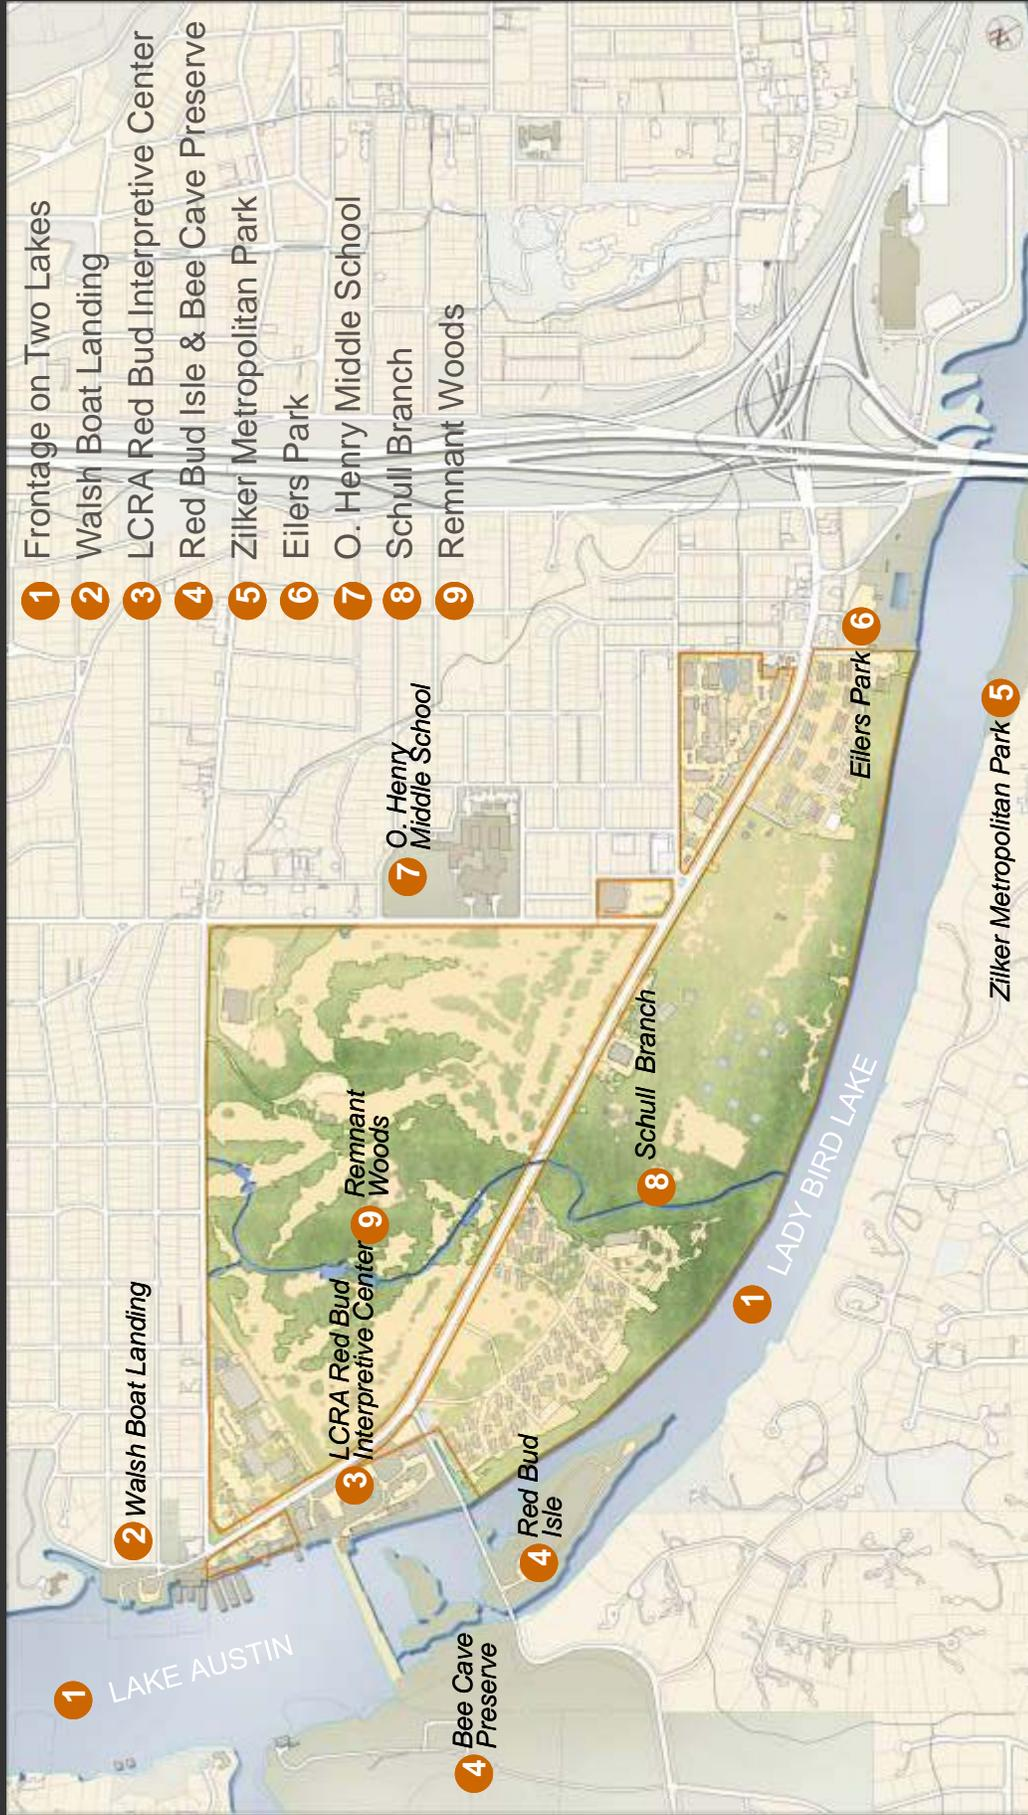 1 Frontage on Two Lakes
2 Walsh Boat Landing
3 LCRA Red Bud Interpretive Center
4 Red Bud Isle & Bee Cave Preserve
5 Zilker Metropolitan Park
6 Eilers Park
7 O. Henry Middle School
8 Schull Branch
9 Remnant Woods
1
LAKE AUSTIN
2 Walsh Boat Landing
3 LCRA Red Bud
Interpretive Center
9 Remnant
Woods
7 O. Henry
Middle School
4 Bee Cave
Preserve
4 Red Bud
Isle
8 Schull Branch
1
LADY BIRD LAKE
Eilers Park 6
Zilker Metropolitan Park 5
N